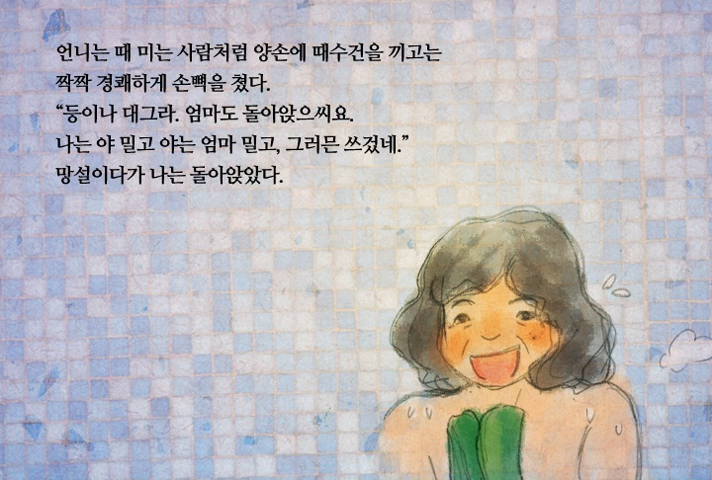 언니는 때 미는 사람처럼 양손에 때수건을 끼고는
짝짝 경쾌하게 손뼉을 쳤다.
“등이나 대그라. 엄마도 돌아앉으씨요.
나는 야 밀고 야는 엄마 밀고, 그러믄 쓰겄네.”
망설이다가 나는 돌아앉았다.